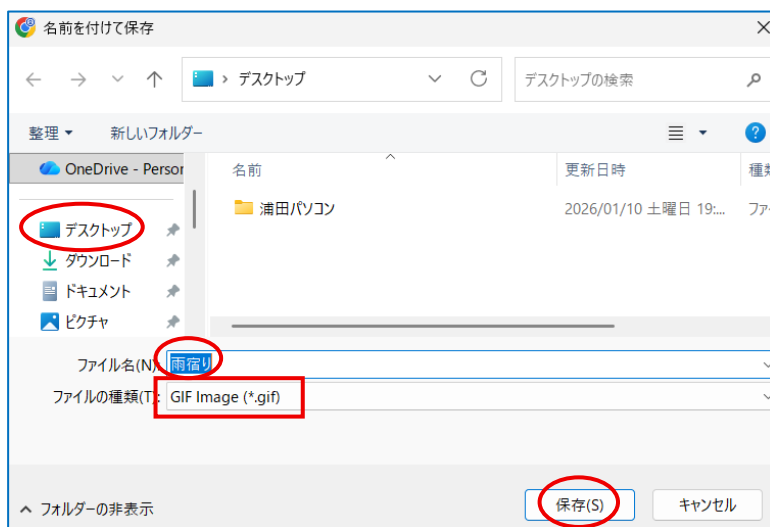 名前を付けて保存
デスクトップ
デスクトップの検索
整理
新しいフォルダー
OneDrive - Person
名前
更新日時
種類
浦田パソコン
2026/01/10 土曜日 19:...
ファ
デスクトップ
ダウンロード
ドキュメント
ピクチャ
ファイル名(N):
雨宿り
ファイルの種類(T):
GIF Image (*.gif)
フォルダーの非表示
保存(S)
キャンセル